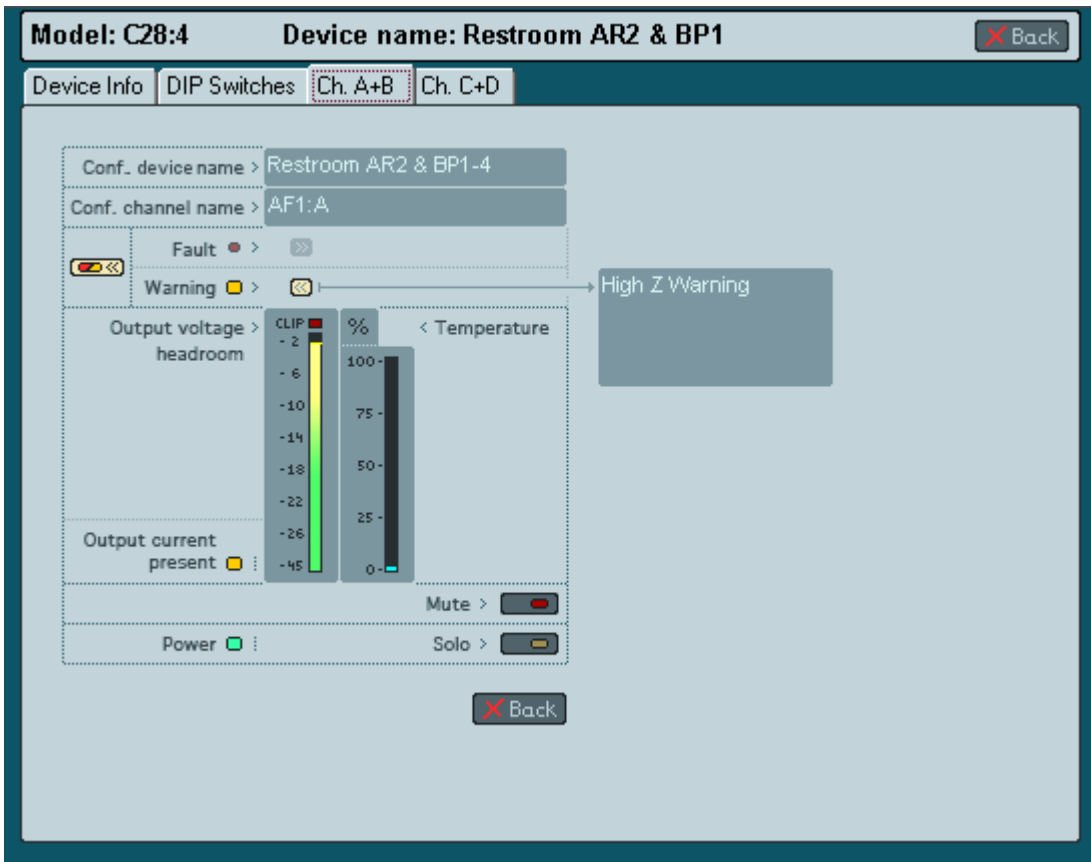 Model: C28:4 Device name: Restroom AR2 & BP1 Back
Device Info DIP Switches Ch. A+B Ch. C+D
Conf. device name > Restroom AR2 & BP1-4
Conf. channel name > AF1:A
Fault >
Warning > High Z Warning
Output voltage > CLIP % < Temperature
headroom
- 2
- 6
-10
-14
-18
-22
-26
-45
100-
75-
50-
25-
0-
Output current
present
Mute >
Power Solo >
Back